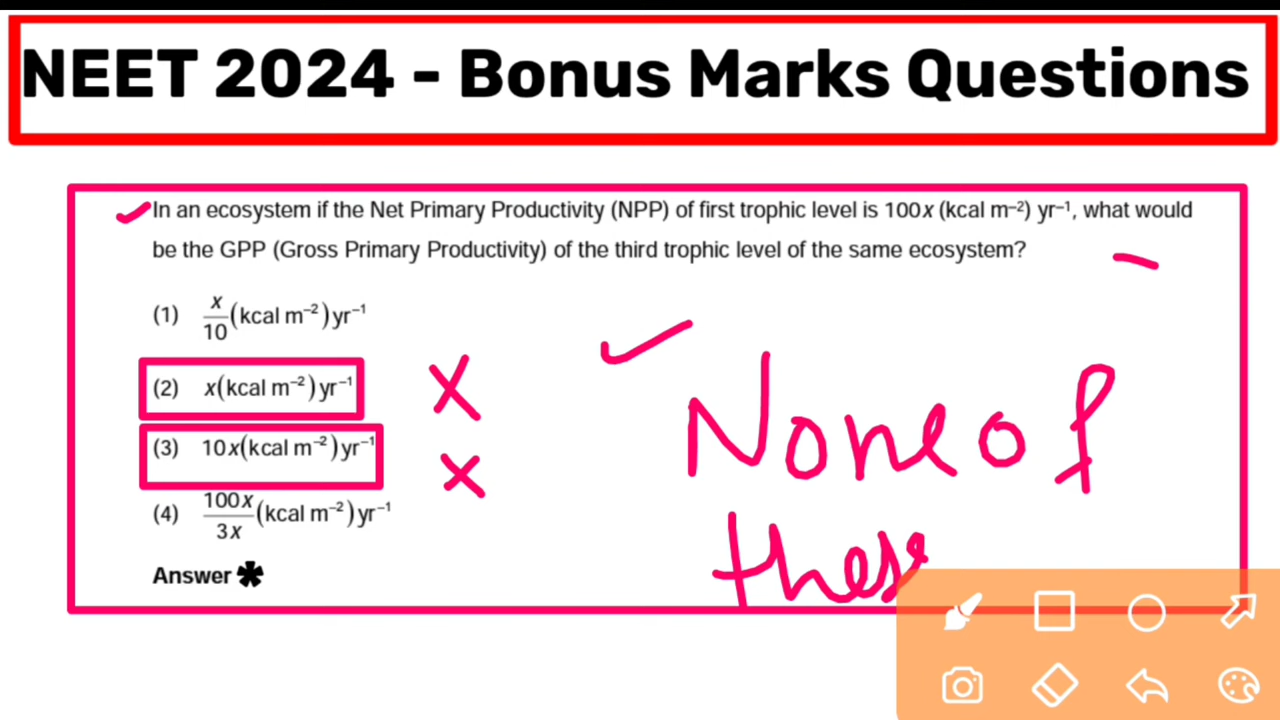 NEET 2024 - Bonus Marks Questions
In an ecosystem if the Net Primary Productivity (NPP) of first trophic level is 100x (kcal m⁻²) yr⁻¹, what would
be the GPP (Gross Primary Productivity) of the third trophic level of the same ecosystem?
(1) x/10 (kcal m⁻²) yr⁻¹
(2) x(kcal m⁻²) yr⁻¹
(3) 10x(kcal m⁻²) yr⁻¹
(4) 100x/3x (kcal m⁻²) yr⁻¹
Answer *
None of
these